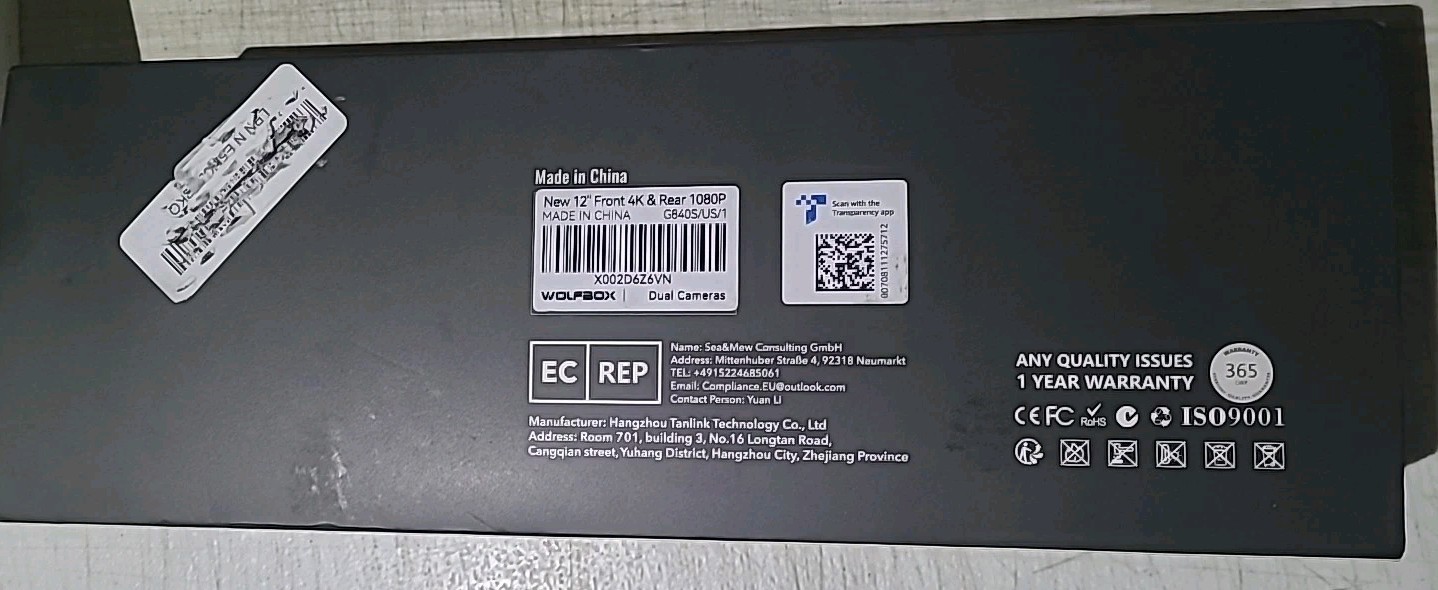 LPN N
Made in China
New 12" Front 4K & Rear 1080P
MADE IN CHINA G840S/US/1
X002D6Z6VN
WOLFBOX | Dual Cameras
Scan with the
Transparency app
00708111275712
EC REP
Name: Sea&Mew Consulting GmbH
Address: Mittenhuber Straße 4, 92318 Neumarkt
TEL: +4915224685061
Email: Compliance.EU@outlook.com
Contact Person: Yuan Li
Manufacturer: Hangzhou Tanlink Technology Co., Ltd
Address: Room 701, building 3, No.16 Longtan Road,
Cangqian street, Yuhang District, Hangzhou City, Zhejiang Province
ANY QUALITY ISSUES
1 YEAR WARRANTY
WARRANTY
365
CE FC RoHS ISO9001